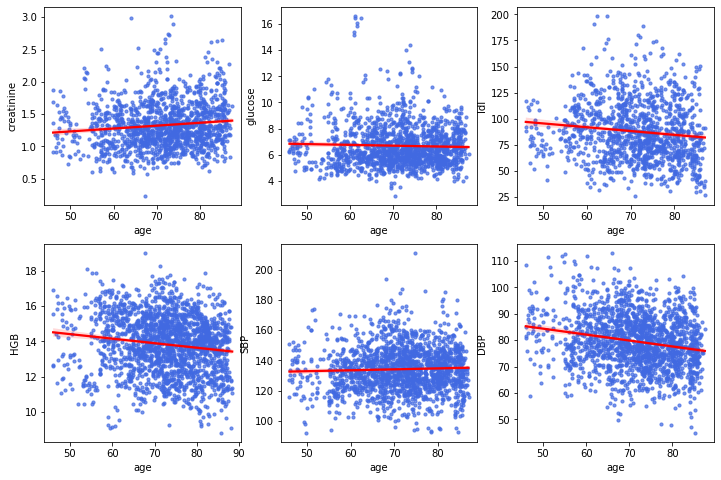 3.0
2.5
2.0
1.5
1.0
0.5
creatinine
50 60 70 80
age
16
14
12
10
8
6
4
glucose
50 60 70 80
age
200
175
150
125
100
75
50
25
ldl
50 60 70 80
age
18
16
14
12
10
HGB
50 60 70 80 90
age
200
180
160
140
120
100
SBP
50 60 70 80
age
110
100
90
80
70
60
50
DBP
50 60 70 80
age